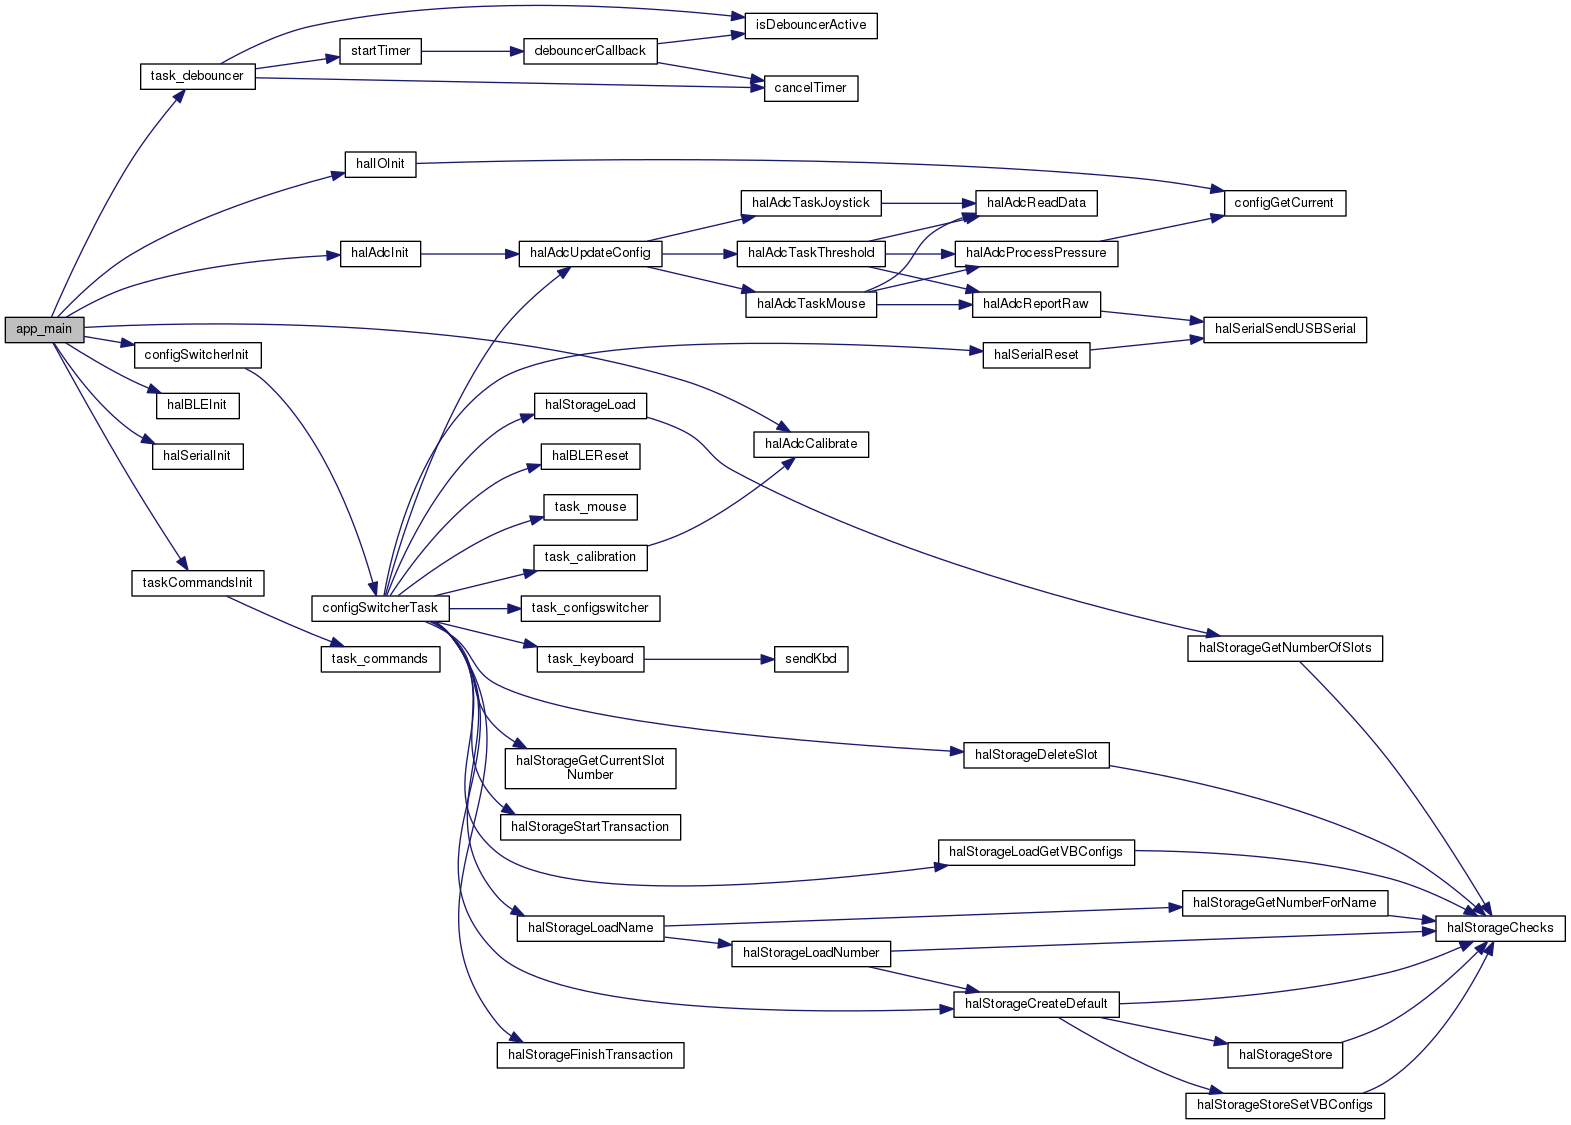 isDebouncerActive
startTimer
debouncerCallback
task_debouncer
cancelTimer
halIOInit
halAdcTaskJoystick
halAdcReadData
configGetCurrent
halAdcInit
halAdcUpdateConfig
halAdcTaskThreshold
halAdcProcessPressure
halAdcTaskMouse
halAdcReportRaw
app_main
halSerialSendUSBSerial
configSwitcherInit
halSerialReset
halBLEInit
halStorageLoad
halAdcCalibrate
halSerialInit
halBLEReset
task_mouse
task_calibration
taskCommandsInit
configSwitcherTask
task_configswitcher
task_commands
task_keyboard
sendKbd
halStorageGetNumberOfSlots
halStorageGetCurrentSlot
Number
halStorageDeleteSlot
halStorageStartTransaction
halStorageLoadGetVBConfigs
halStorageGetNumberForName
halStorageLoadName
halStorageChecks
halStorageLoadNumber
halStorageCreateDefault
halStorageFinishTransaction
halStorageStore
halStorageStoreSetVBConfigs